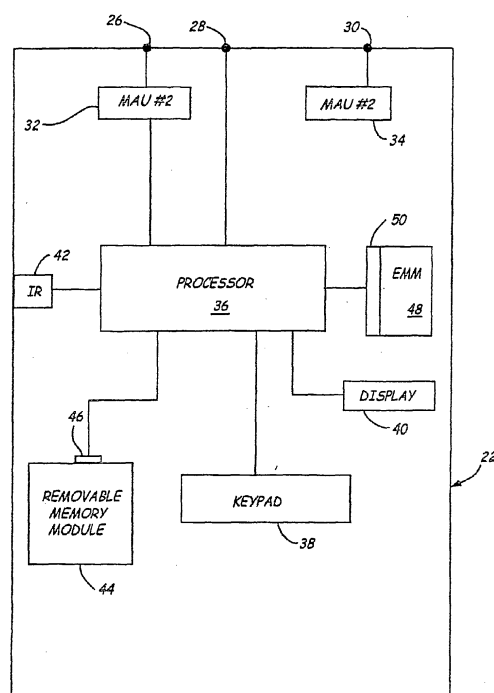 26
28
30
MAU #2
MAU #2
32
34
42
50
IR
PROCESSOR
36
EMM
48
DISPLAY
40
46
22
REMOVABLE
MEMORY
MODULE
KEYPAD
38
44